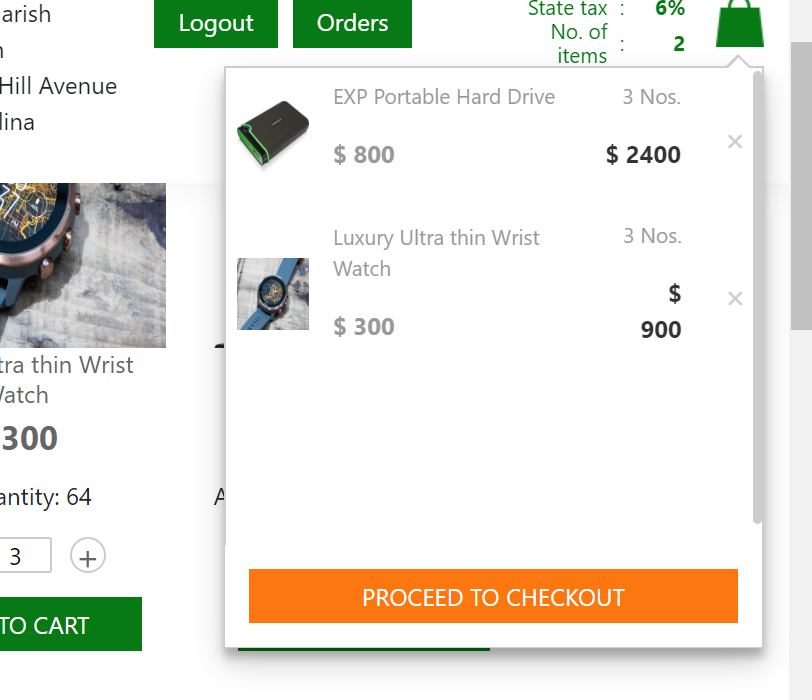 arish
Logout
Orders
State tax : 6%
No. of items : 2
Hill Avenue
lina
EXP Portable Hard Drive 3 Nos.
$ 800 $ 2400 ×
Luxury Ultra thin Wrist 3 Nos.
Watch
$ 300 $ 900 ×
tra thin Wrist
Vatch
300
antity: 64
A
3 +
TO CART
PROCEED TO CHECKOUT